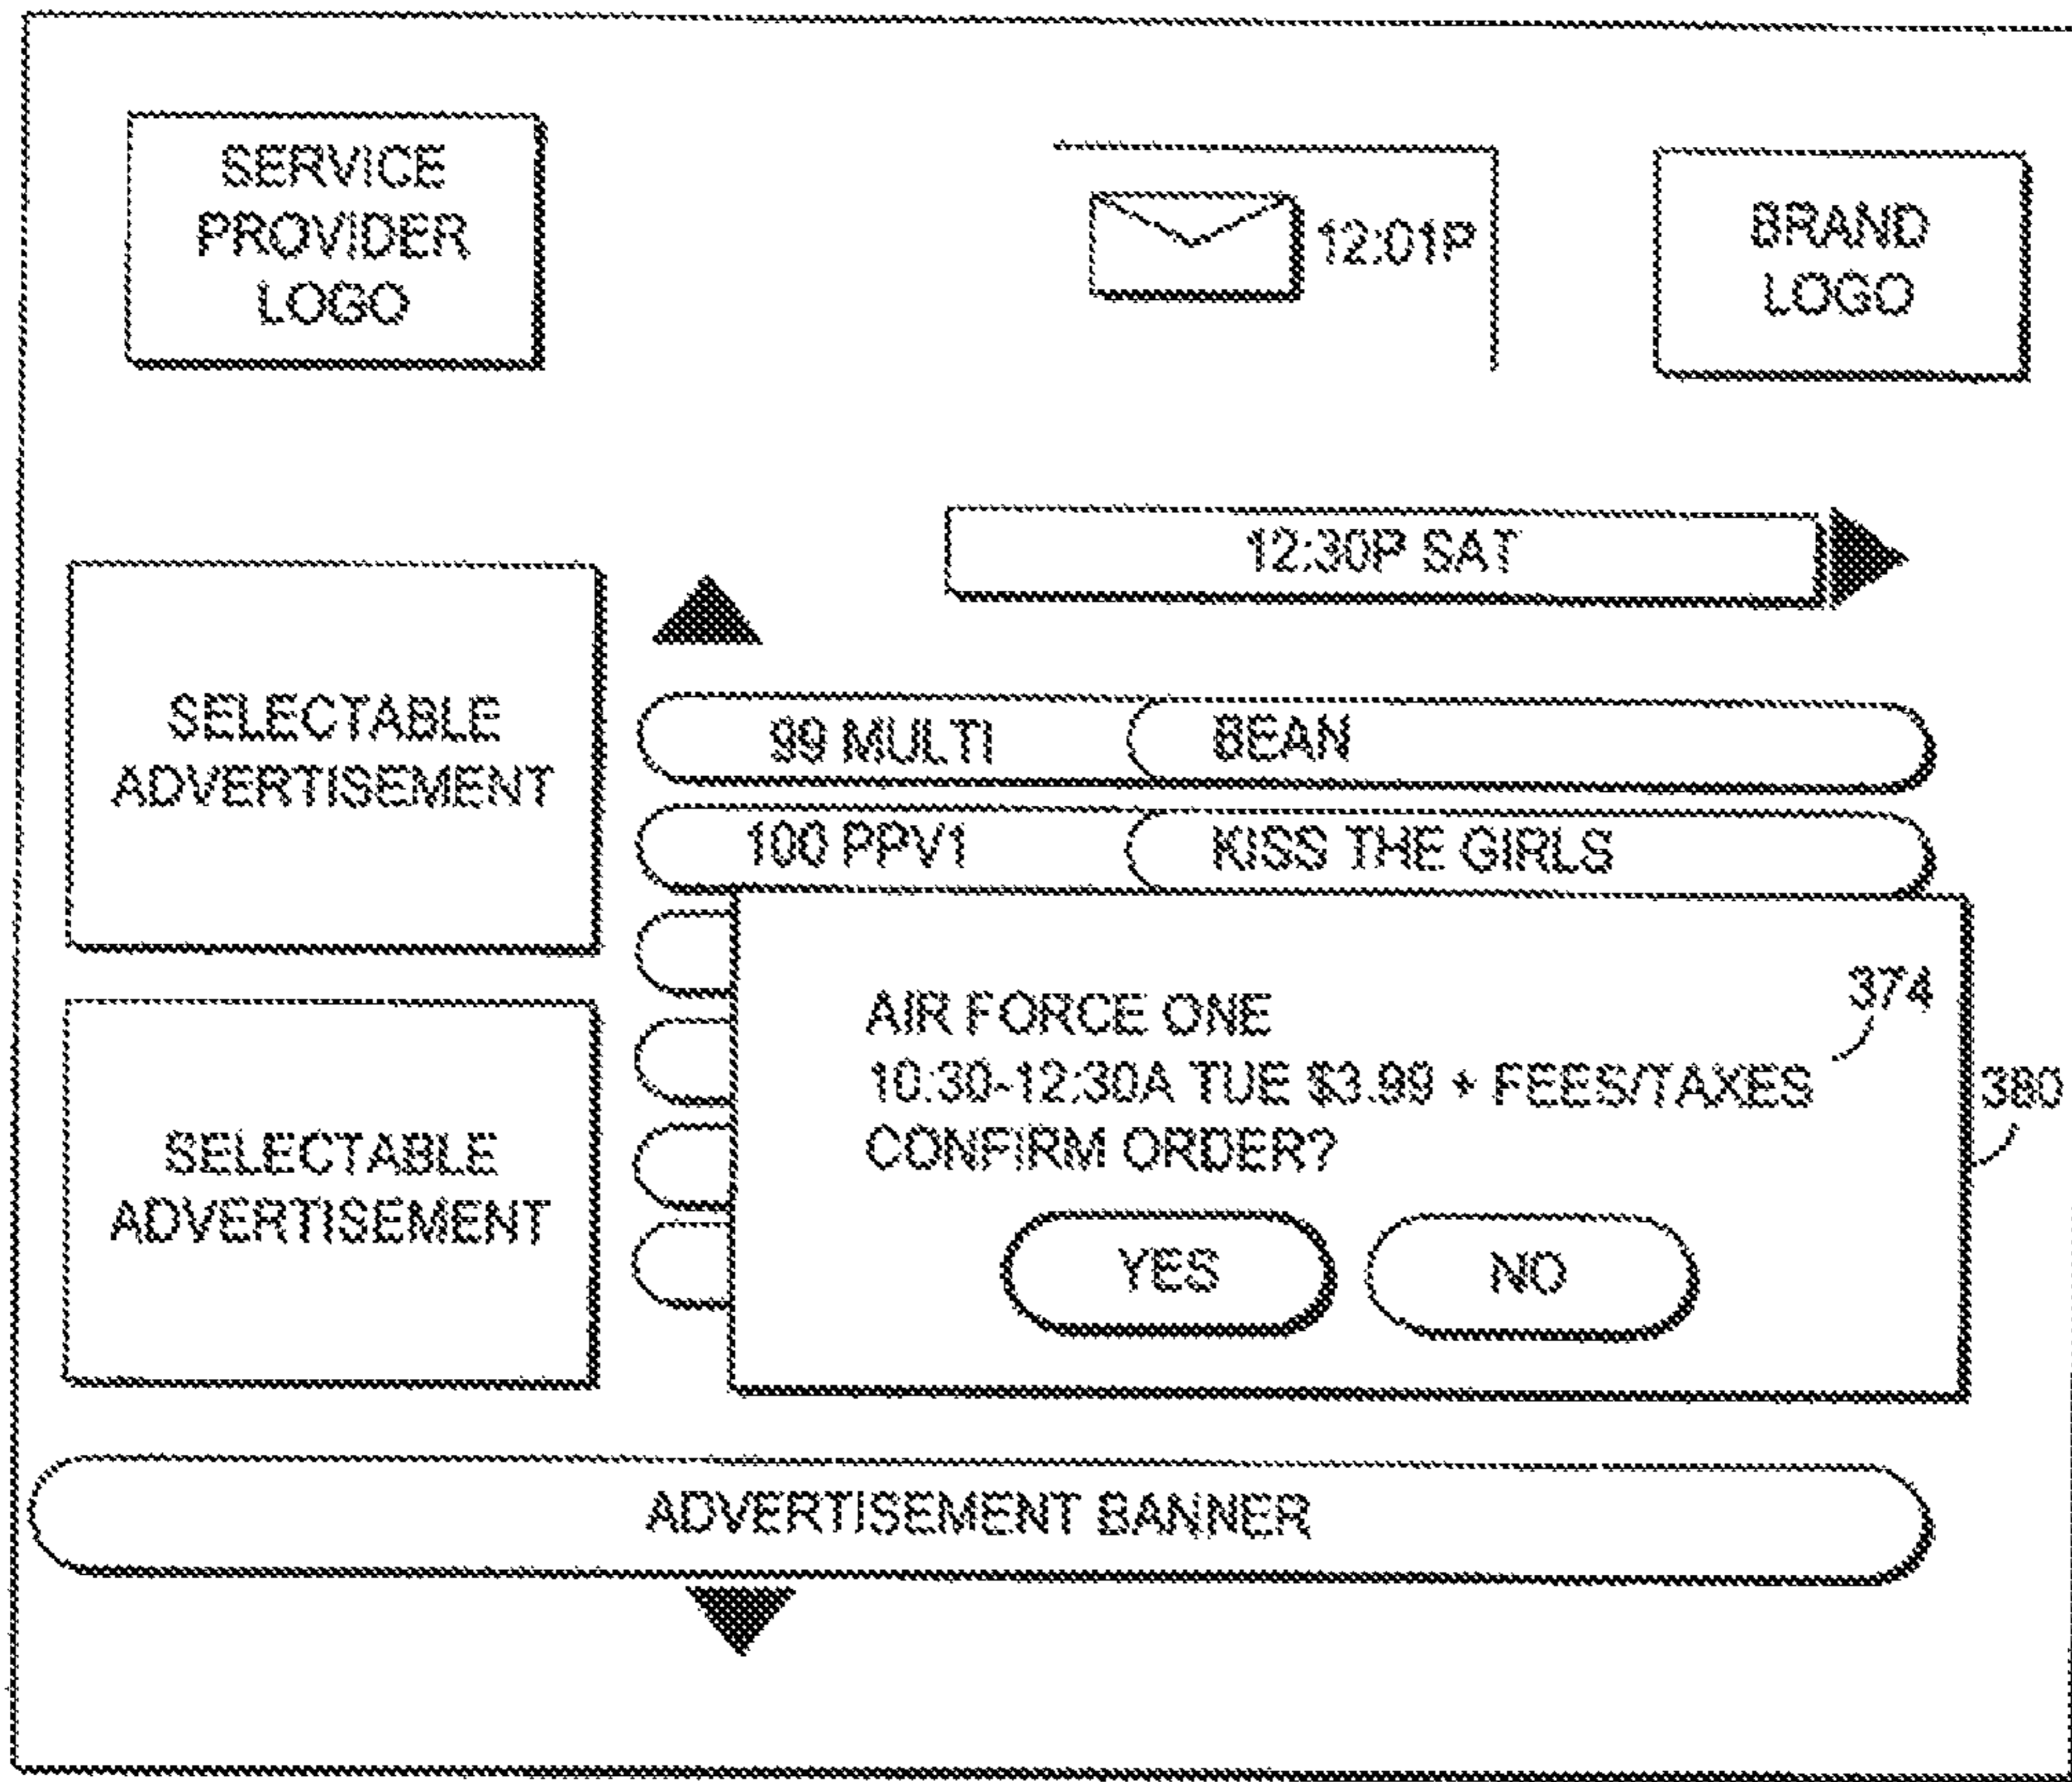 SERVICE
PROVIDER
LOGO
12:01P
BRAND
LOGO
12:30P SAT
SELECTABLE
ADVERTISEMENT
99 MULTI BEAN
100 PPV1 KISS THE GIRLS
374
AIR FORCE ONE
10:30-12:30A TUE $3.99 + FEES/TAXES
380
CONFIRM ORDER?
SELECTABLE
ADVERTISEMENT
YES NO
ADVERTISEMENT BANNER